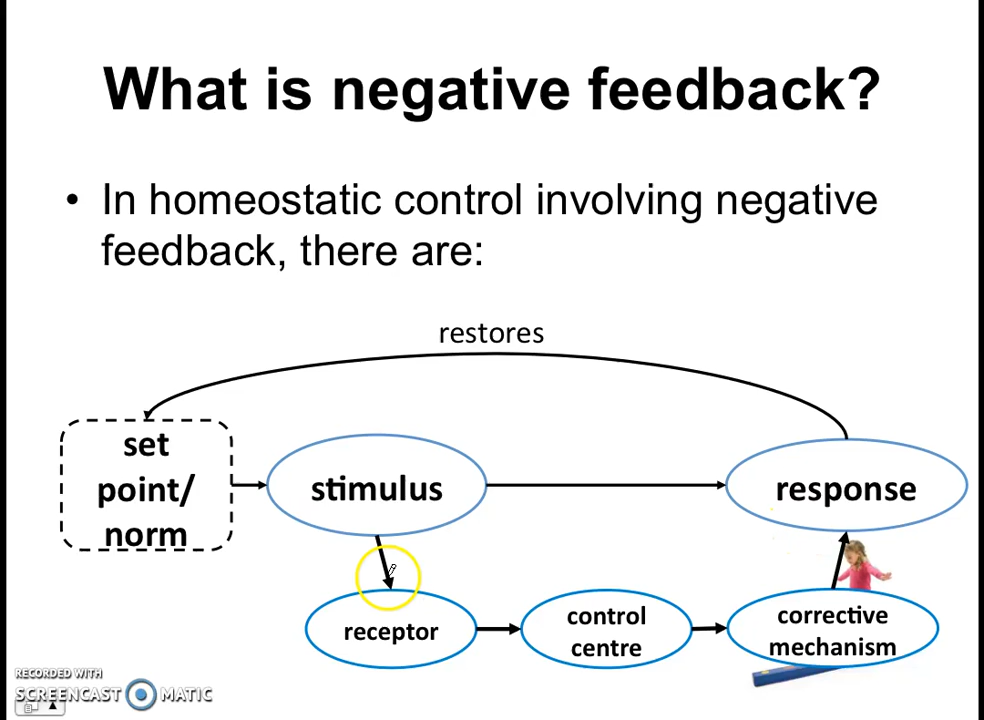 What is negative feedback?
• In homeostatic control involving negative
feedback, there are:
restores
set
point/
norm
stimulus
response
receptor
control
centre
corrective
mechanism
RECORDED WITH
SCREENCAST MATIC